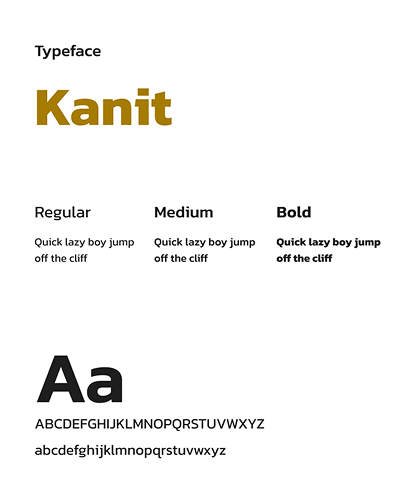 Typeface
Kanit
Regular
Medium
Bold
Quick lazy boy jump
off the cliff
Quick lazy boy jump
off the cliff
Quick lazy boy jump
off the cliff
Aa
ABCDEFGHIJKLMNOPQRSTUVWXYZ
abcdefghijklmnopqrstuvwxyz